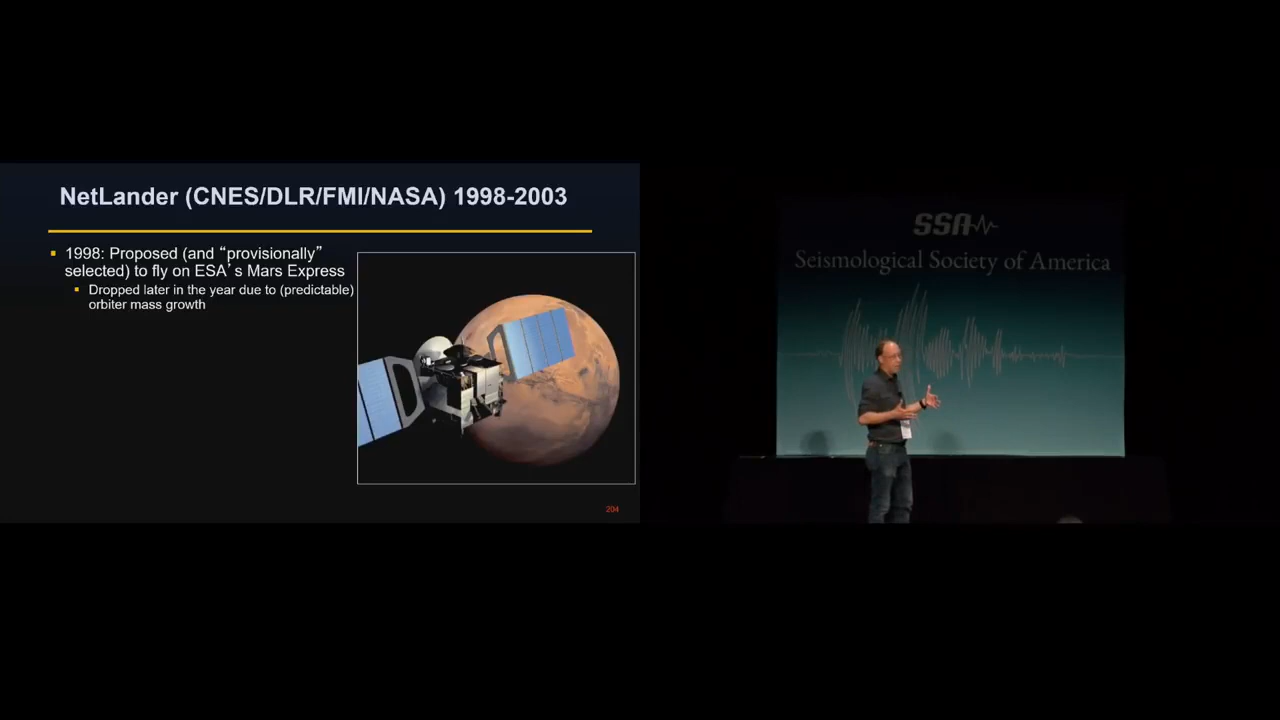 NetLander (CNES/DLR/FMI/NASA) 1998-2003
1998: Proposed (and “provisionally”
selected) to fly on ESA’s Mars Express
Dropped later in the year due to (predictable)
orbiter mass growth
204
SSA
Seismological Society of America